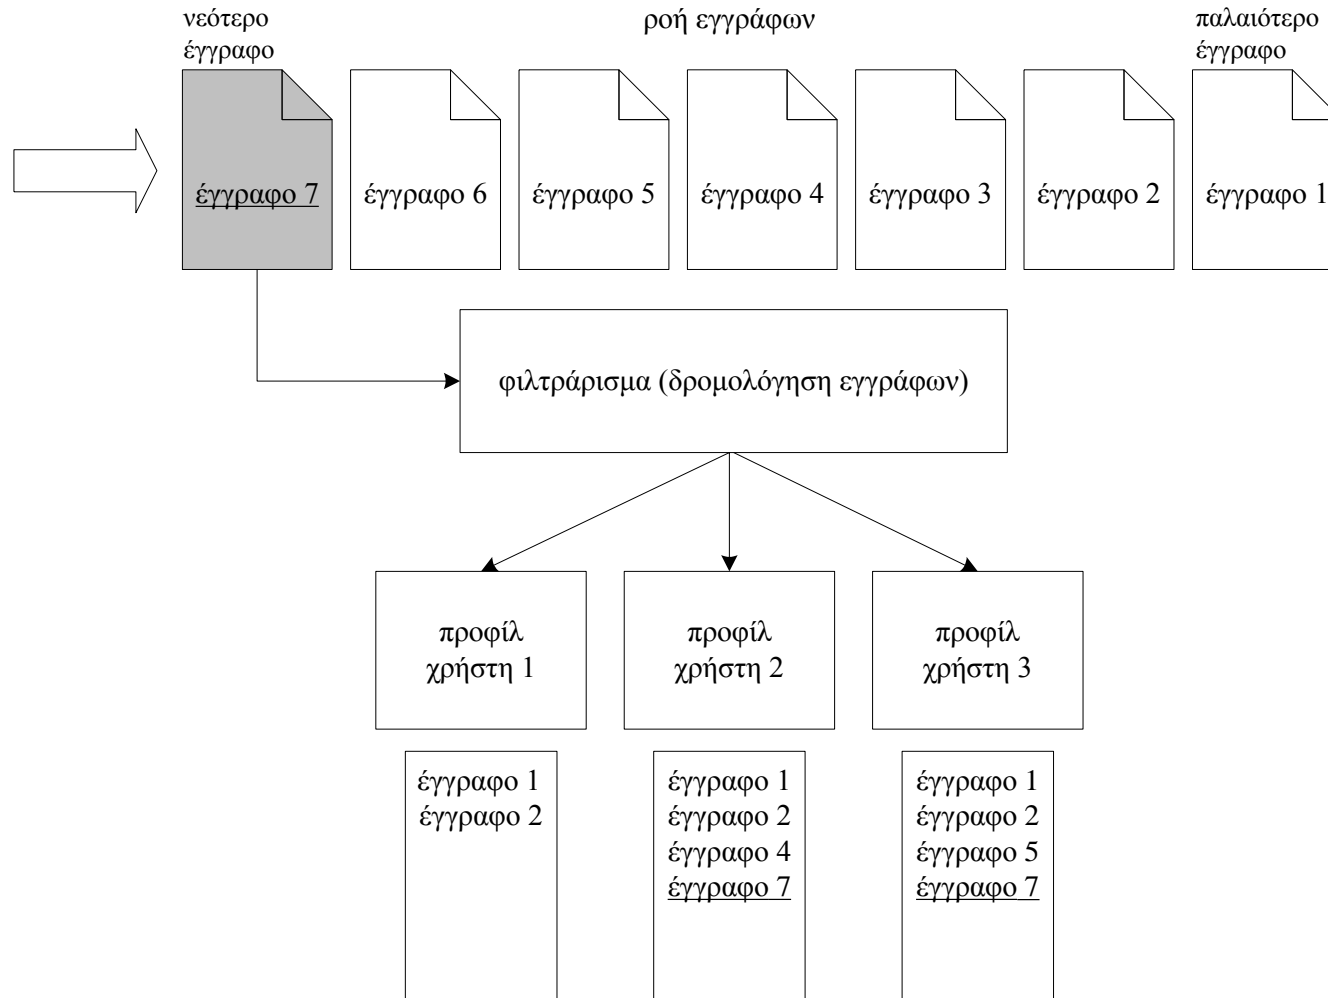 νεότερο
έγγραφο
ροή εγγράφων
παλαιότερο
έγγραφο
έγγραφο 7
έγγραφο 6
έγγραφο 5
έγγραφο 4
έγγραφο 3
έγγραφο 2
έγγραφο 1
φιλτράρισμα (δρομολόγηση εγγράφων)
προφίλ
χρήστη 1
προφίλ
χρήστη 2
προφίλ
χρήστη 3
έγγραφο 1
έγγραφο 2
έγγραφο 1
έγγραφο 2
έγγραφο 4
έγγραφο 7
έγγραφο 1
έγγραφο 2
έγγραφο 5
έγγραφο 7